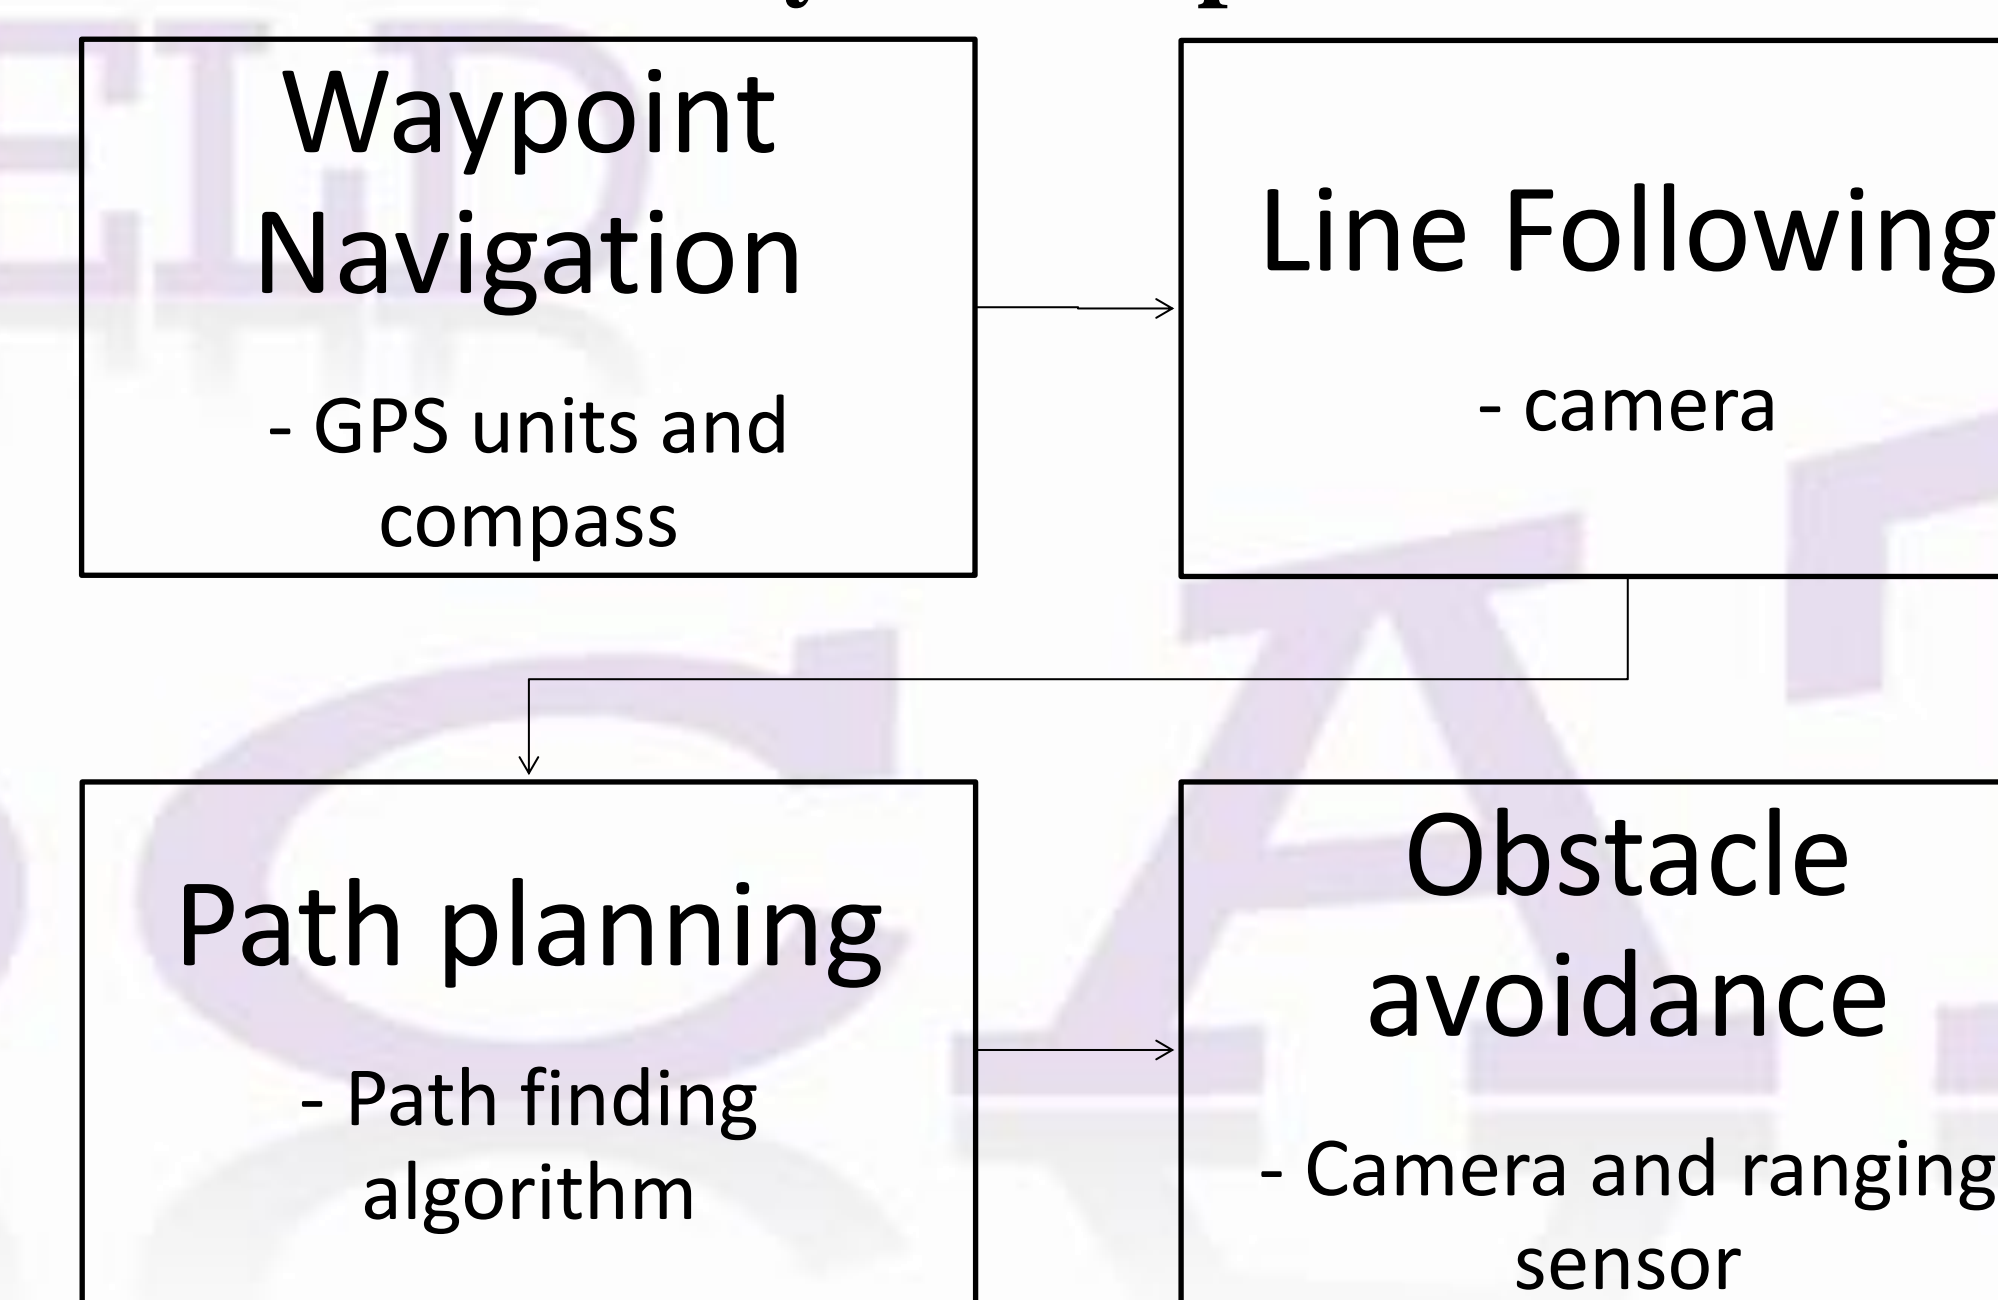 Waypoint
Navigation
- GPS units and
compass
Line Following
- camera
Path planning
- Path finding
algorithm
Obstacle
avoidance
- Camera and ranging
sensor